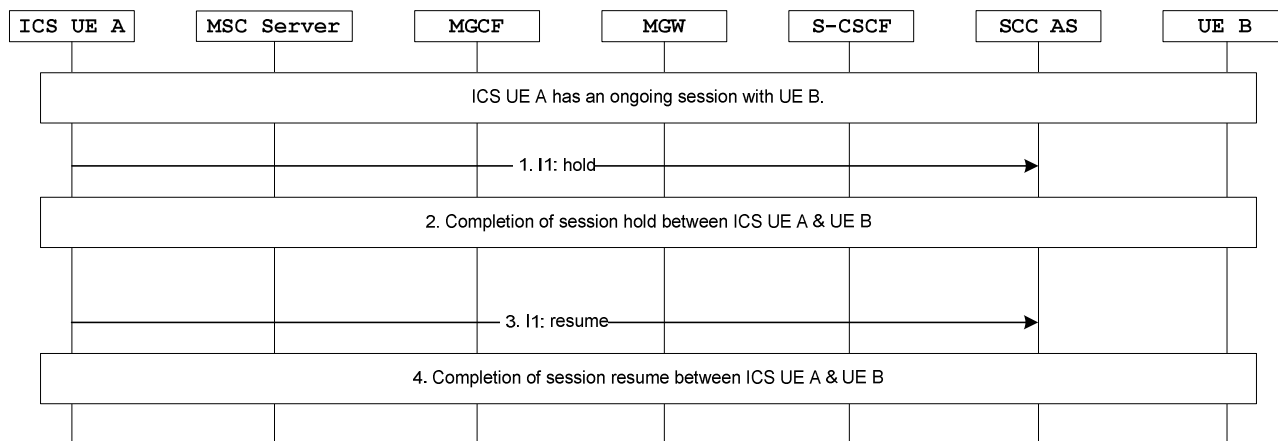 ICS UE A
MSC Server
MGCF
MGW
S-CSCF
SCC AS
UE B
ICS UE A has an ongoing session with UE B.
1. I1: hold
2. Completion of session hold between ICS UE A & UE B
3. I1: resume
4. Completion of session resume between ICS UE A & UE B